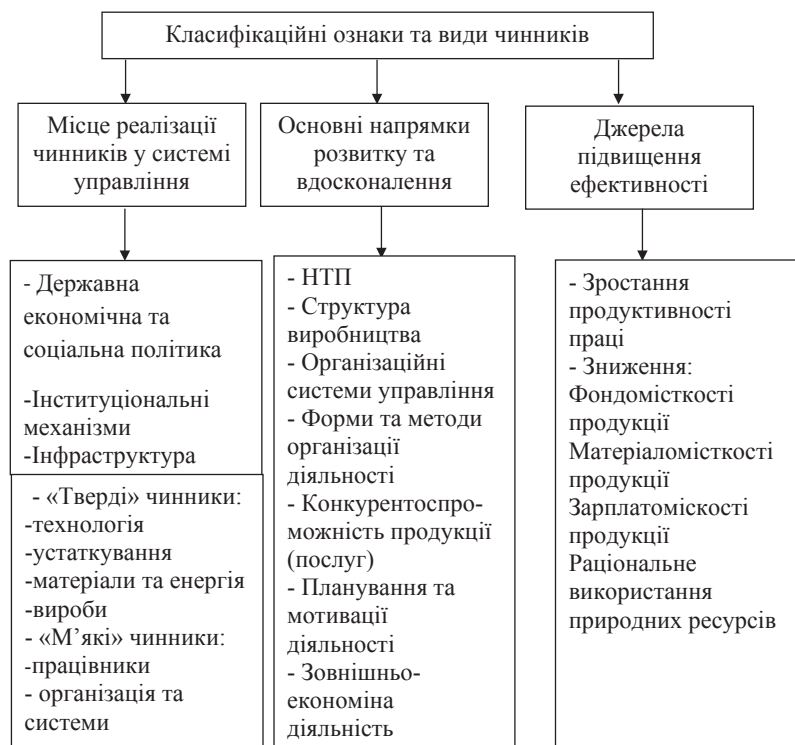 Класифікаційні ознаки та види чинників
Місце реалізації
чинників у системі
управління
Основні напрямки
розвитку та
вдосконалення
Джерела
підвищення
ефективності
- Державна
економічна та
соціальна політика
-Інституціональні
механізми
-Інфраструктура
- «Тверді» чинники:
-технологія
-устаткування
-матеріали та енергія
-вироби
- «М’які» чинники:
-працівники
- організація та
системи
- НТП
- Структура
виробництва
- Організаційні
системи управління
- Форми та методи
організації
діяльності
- Конкурентоспро-
можність продукції
(послуг)
- Планування та
мотивації
діяльності
- Зовнішньо-
економіна
діяльність
- Зростання
продуктивності
праці
- Зниження:
Фондомісткості
продукції
Матеріаломісткості
продукції
Зарплатоміскості
продукції
Раціональне
використання
природних ресурсів